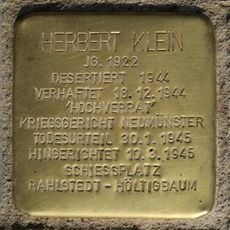 HERBERT KLEIN
JG. 1922
DESERTIERT 1944
VERHAFTET 18.12.1944
'HOCHVERRAT'
KRIEGSGERICHT NEUMÜNSTER
TODESURTEIL 30.1.1945
HINGERICHTET 10.3.1945
SCHIESSPLATZ
RAHLSTEDT - HÖLTIGBAUM